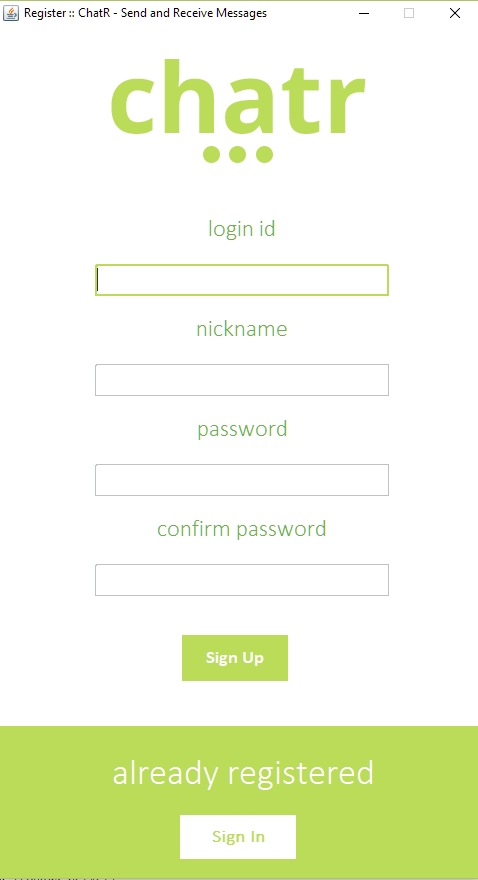 Register :: ChatR - Send and Receive Messages
chatr
login id
nickname
password
confirm password
Sign Up
already registered
Sign In